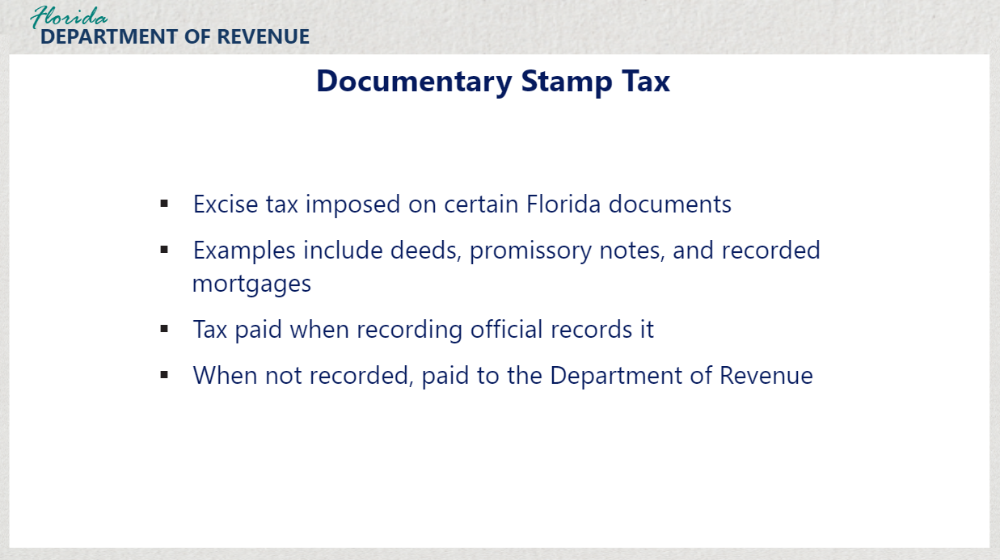 Florida
DEPARTMENT OF REVENUE
Documentary Stamp Tax
▪ Excise tax imposed on certain Florida documents
▪ Examples include deeds, promissory notes, and recorded
mortgages
▪ Tax paid when recording official records it
▪ When not recorded, paid to the Department of Revenue